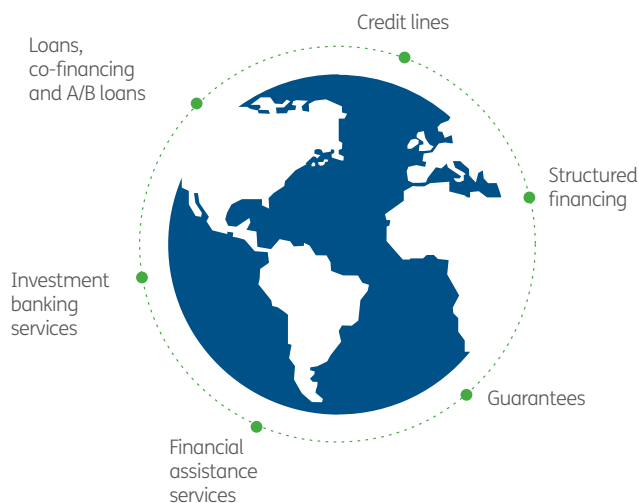 Credit lines
Loans,
co-financing
and A/B loans
Structured
financing
Investment
banking
services
Guarantees
Financial
assistance
services